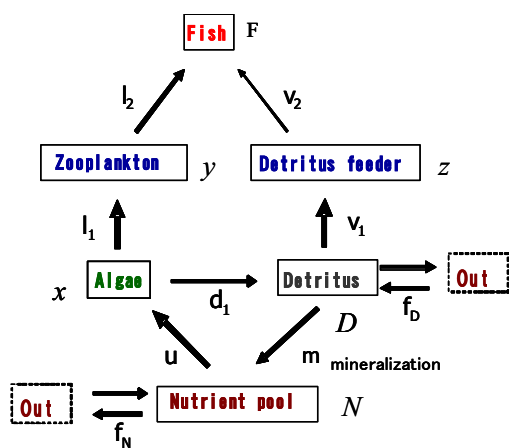 Fish F
l2 v2
Zooplankton y Detritus feeder z
l1 v1
x Algae d1 Detritus Out
fD
D
u m mineralization
Out Nutrient pool N
fN